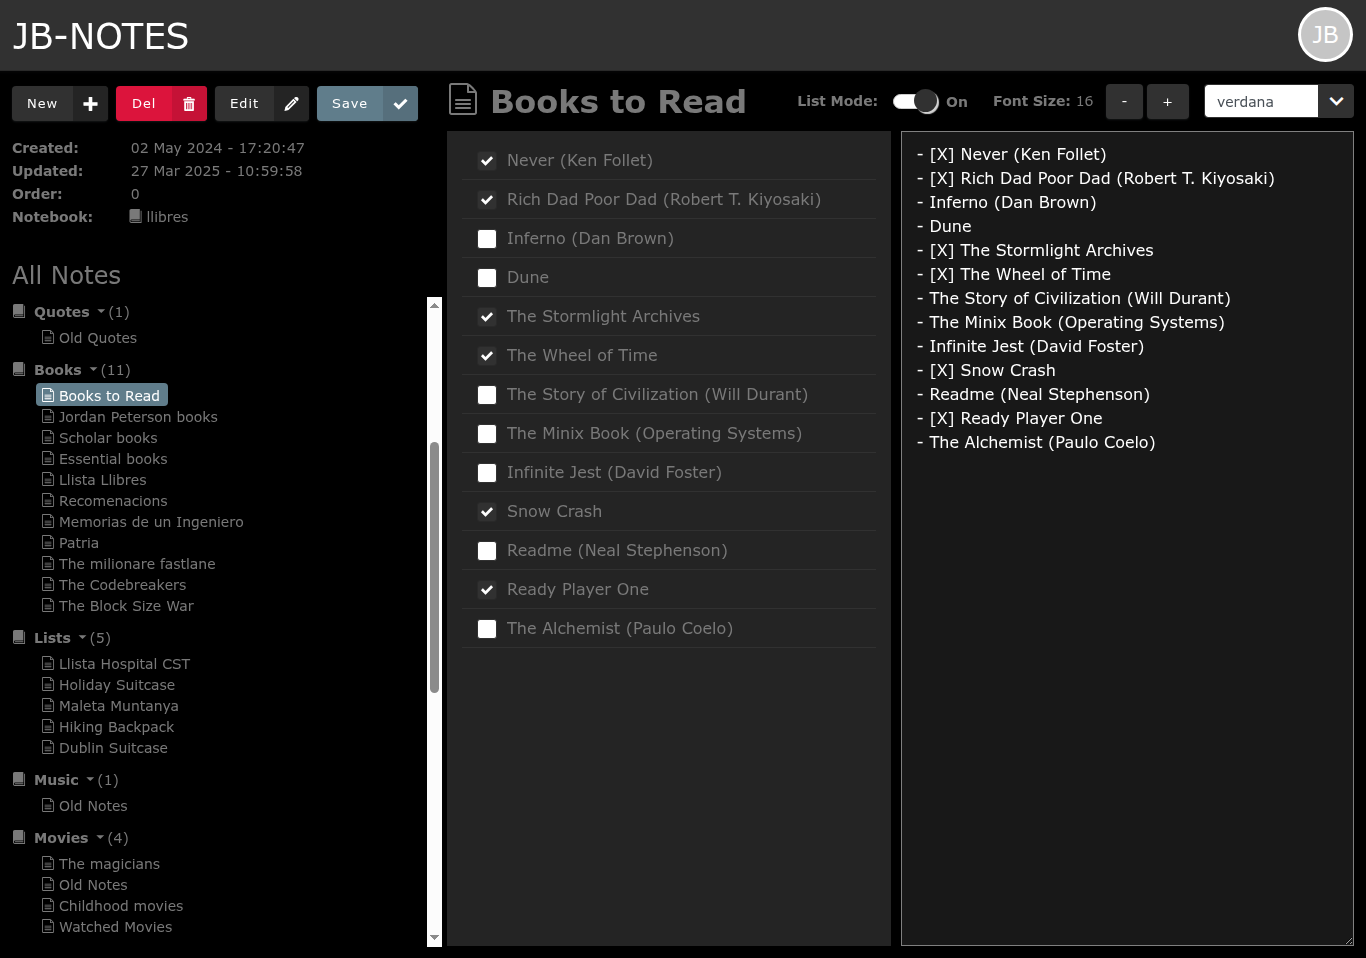 JB-NOTES
JB
New
Del
Edit
Save
Books to Read
List Mode:
On
Font Size: 16
-
+
verdana
Created: 02 May 2024 - 17:20:47
Updated: 27 Mar 2025 - 10:59:58
Order: 0
Notebook: llibres
All Notes
Quotes (1)
Old Quotes
Books (11)
Books to Read
Jordan Peterson books
Scholar books
Essential books
Llista Llibres
Recomenacions
Memorias de un Ingeniero
Patria
The milionare fastlane
The Codebreakers
The Block Size War
Lists (5)
Llista Hospital CST
Holiday Suitcase
Maleta Muntanya
Hiking Backpack
Dublin Suitcase
Music (1)
Old Notes
Movies (4)
The magicians
Old Notes
Childhood movies
Watched Movies
Never (Ken Follet)
Rich Dad Poor Dad (Robert T. Kiyosaki)
Inferno (Dan Brown)
Dune
The Stormlight Archives
The Wheel of Time
The Story of Civilization (Will Durant)
The Minix Book (Operating Systems)
Infinite Jest (David Foster)
Snow Crash
Readme (Neal Stephenson)
Ready Player One
The Alchemist (Paulo Coelo)
- [X] Never (Ken Follet)
- [X] Rich Dad Poor Dad (Robert T. Kiyosaki)
- Inferno (Dan Brown)
- Dune
- [X] The Stormlight Archives
- [X] The Wheel of Time
- The Story of Civilization (Will Durant)
- The Minix Book (Operating Systems)
- Infinite Jest (David Foster)
- [X] Snow Crash
- Readme (Neal Stephenson)
- [X] Ready Player One
- The Alchemist (Paulo Coelo)